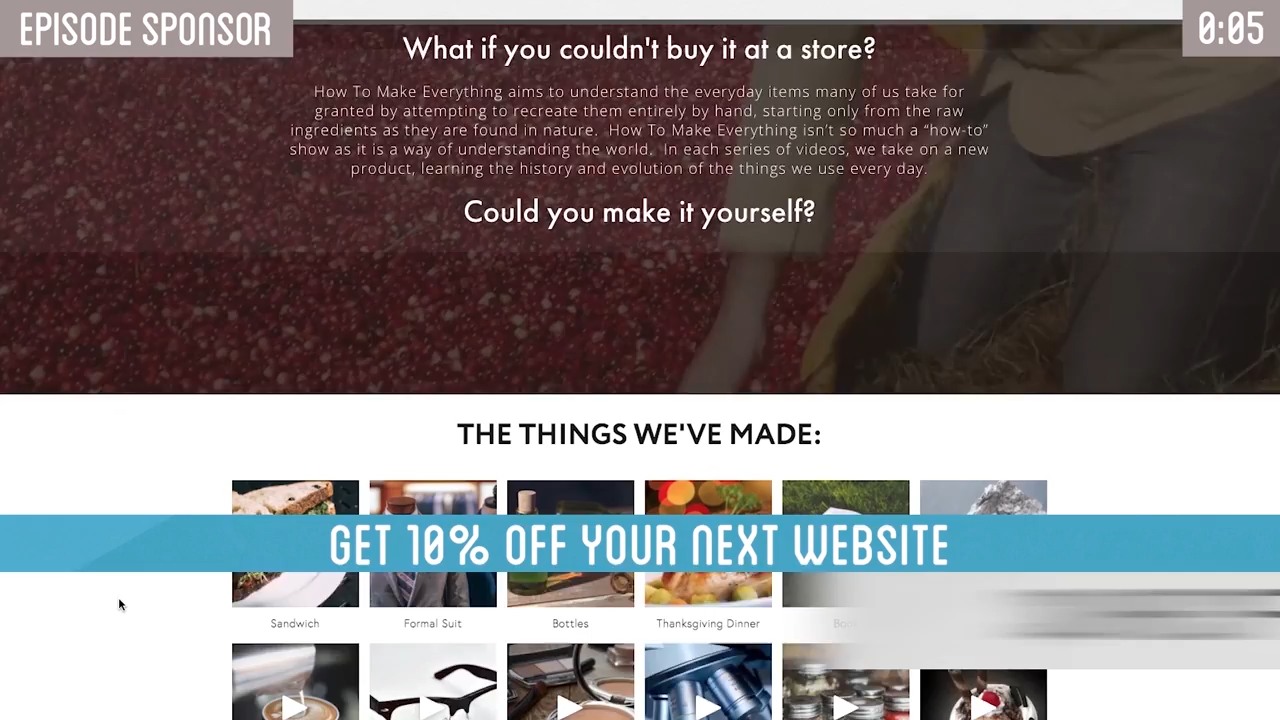 EPISODE SPONSOR
0:05
What if you couldn't buy it at a store?
How To Make Everything aims to understand the everyday items many of us take for
granted by attempting to recreate them entirely by hand, starting only from the raw
ingredients as they are found in nature. How To Make Everything isn't so much a “how-to”
show as it is a way of understanding the world. In each series of videos, we take on a new
product, learning the history and evolution of the things we use every day.
Could you make it yourself?
THE THINGS WE'VE MADE:
GET 10% OFF YOUR NEXT WEBSITE
Sandwich
Formal Suit
Bottles
Thanksgiving Dinner